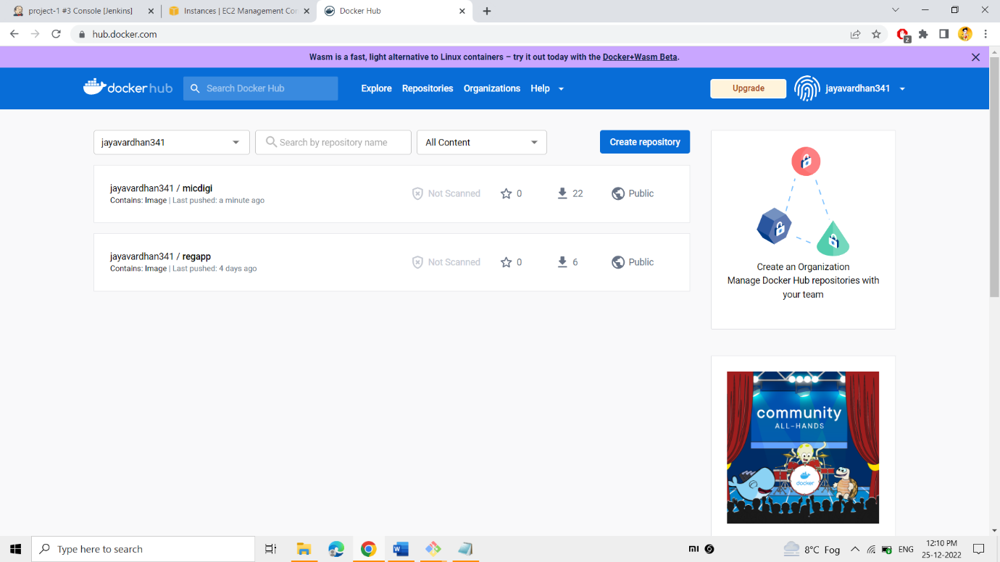 project-1 #3 Console [Jenkins]
Instances | EC2 Management Con
Docker Hub
hub.docker.com
2
Wasm is a fast, light alternative to Linux containers – try it out today with the Docker+Wasm Beta.
docker hub
Search Docker Hub
Explore
Repositories
Organizations
Help
Upgrade
jayavardhan341
jayavardhan341
Search by repository name
All Content
Create repository
jayavardhan341 / micdigi
Contains: Image | Last pushed: a minute ago
Not Scanned
0
22
Public
jayavardhan341 / regapp
Contains: Image | Last pushed: 4 days ago
Not Scanned
0
6
Public
Create an Organization
Manage Docker Hub repositories with
your team
community
ALL-HANDS
docker
Type here to search
8°C Fog
ENG
12:10 PM
25-12-2022